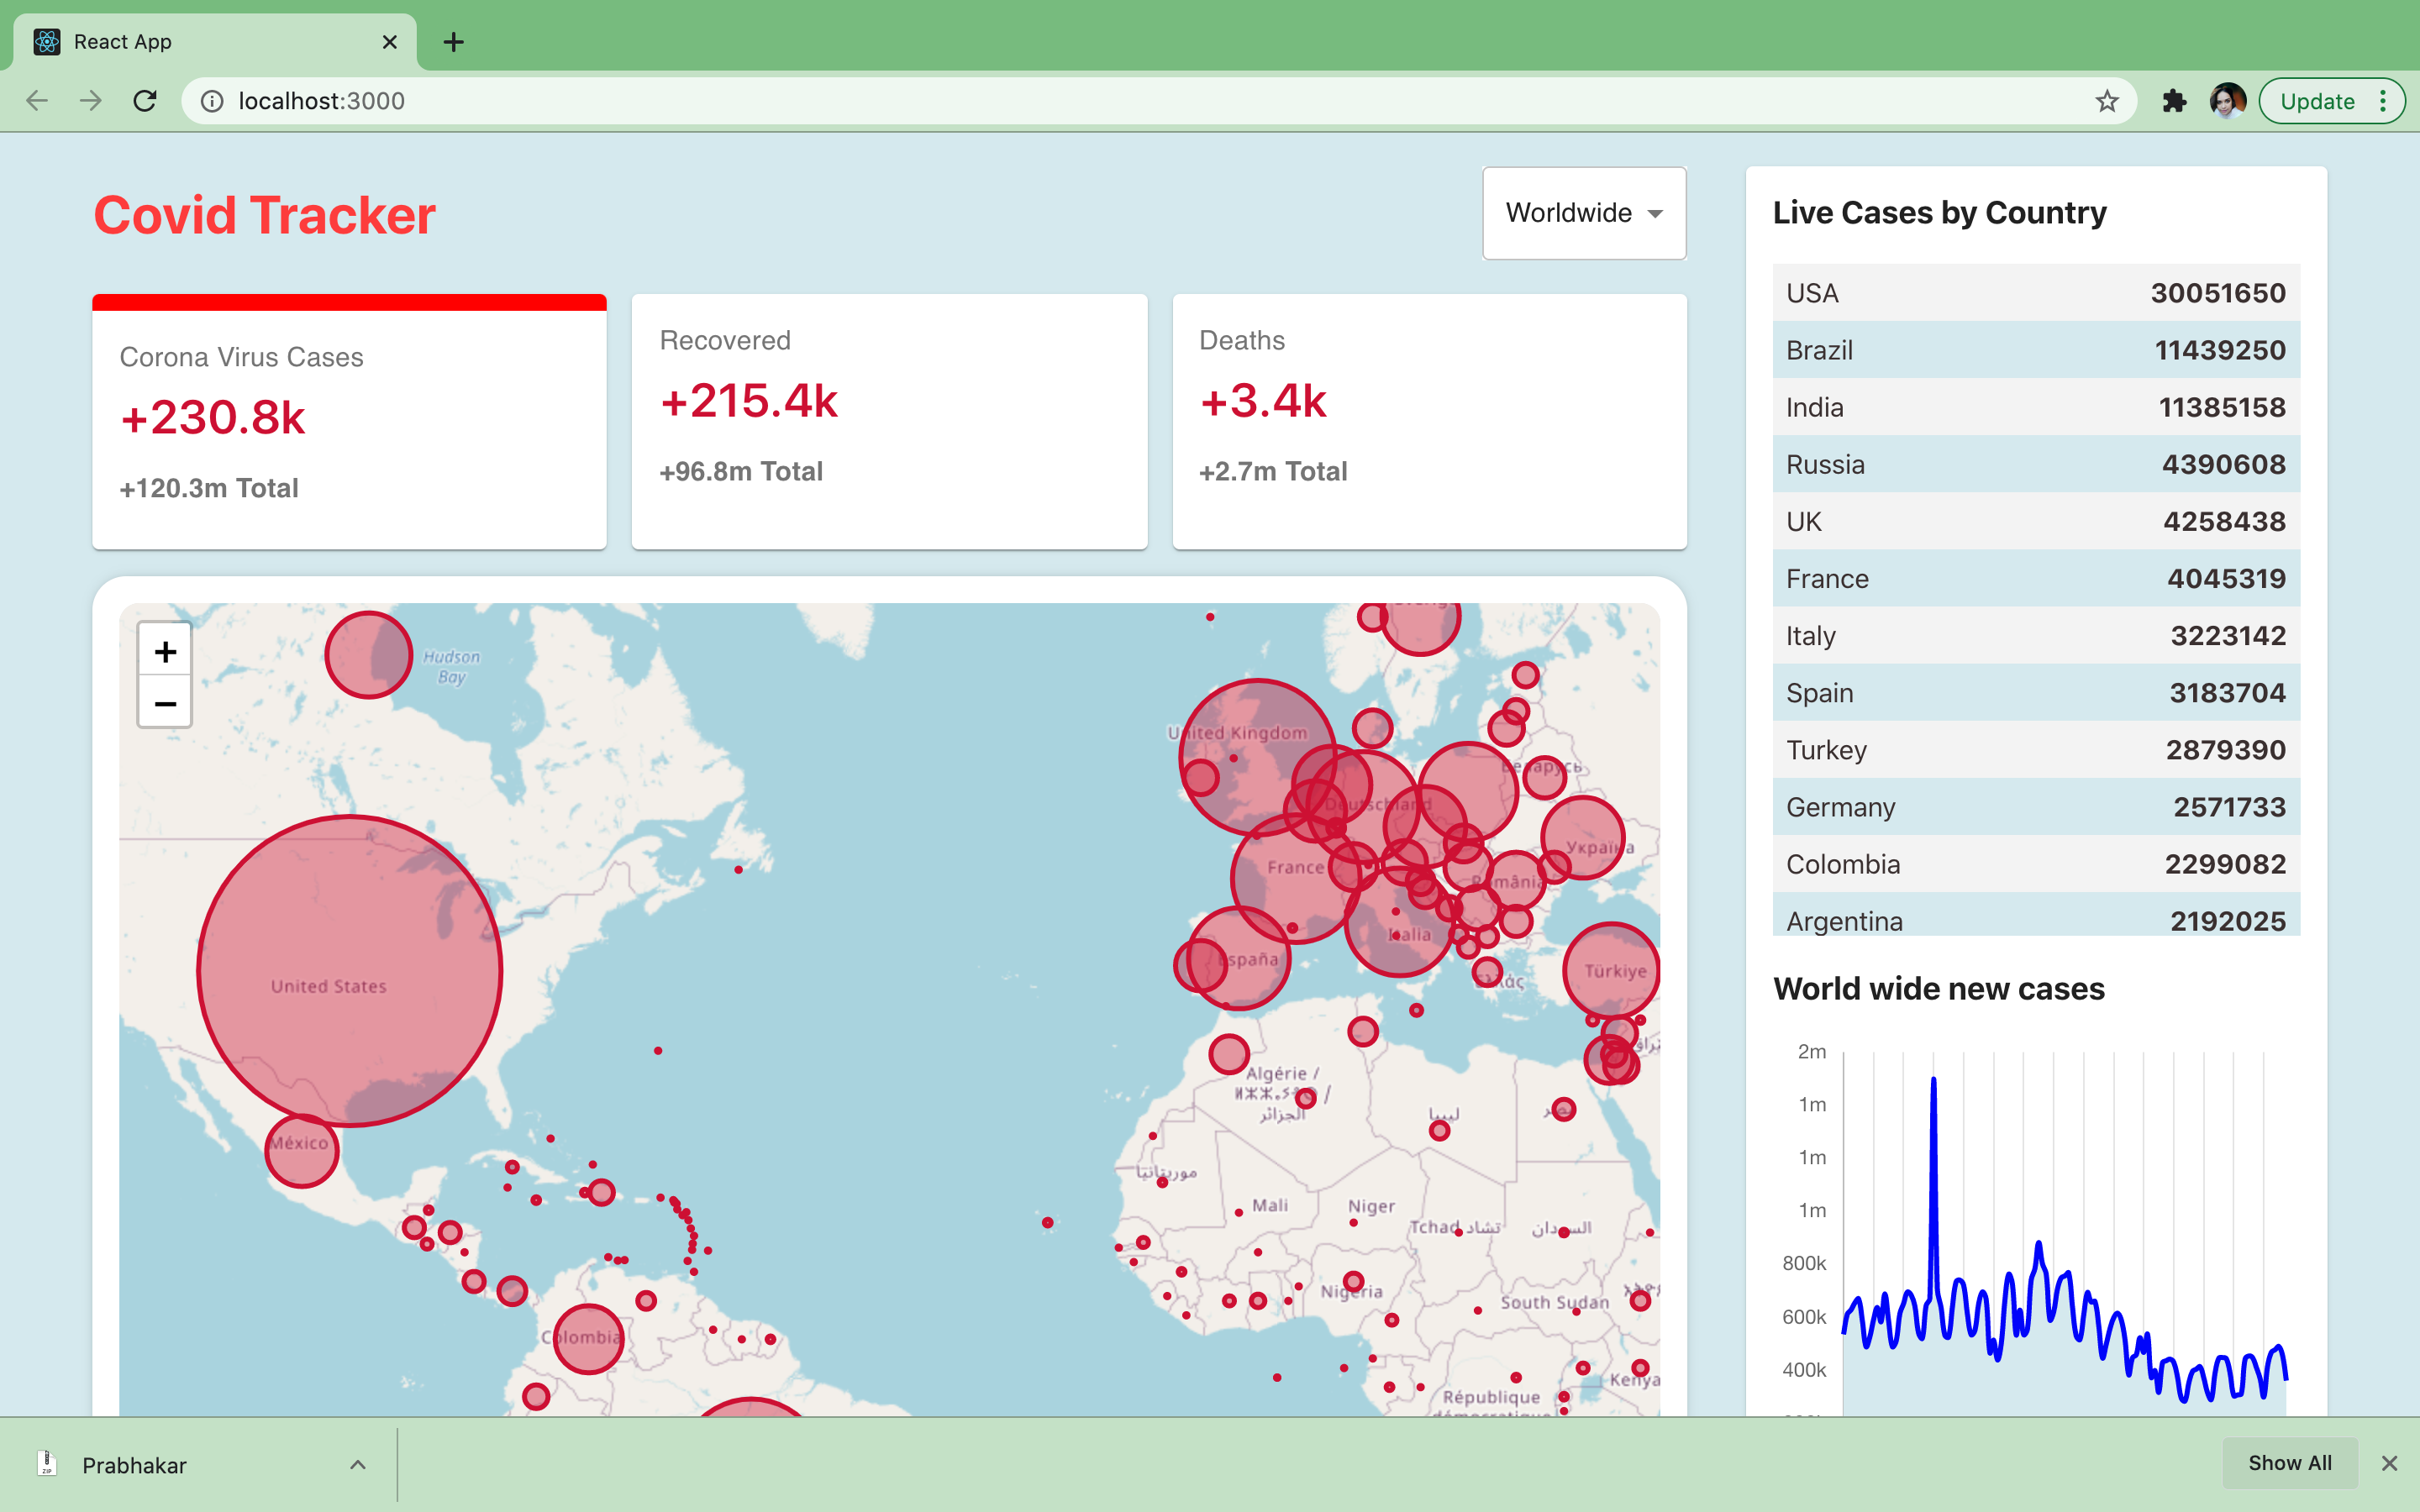 React App
localhost:3000
Update
Covid Tracker
Worldwide
Corona Virus Cases
+230.8k
+120.3m Total
Recovered
+215.4k
+96.8m Total
Deaths
+3.4k
+2.7m Total
+
−
Hudson
Bay
United Kingdom
Беларусь
Deutschland
Україна
France
România
Italia
España
Türkiye
United States
México
Algérie /
الجزائر
ليبيا
مصر
موريتانيا
Mali
Niger
Tchad تشاد
السودان
Nigeria
South Sudan
Colombia
Kenya
République
démocratique
Live Cases by Country
USA 30051650
Brazil 11439250
India 11385158
Russia 4390608
UK 4258438
France 4045319
Italy 3223142
Spain 3183704
Turkey 2879390
Germany 2571733
Colombia 2299082
Argentina 2192025
World wide new cases
2m
1m
1m
1m
800k
600k
400k
ZIP
Prabhakar
Show All